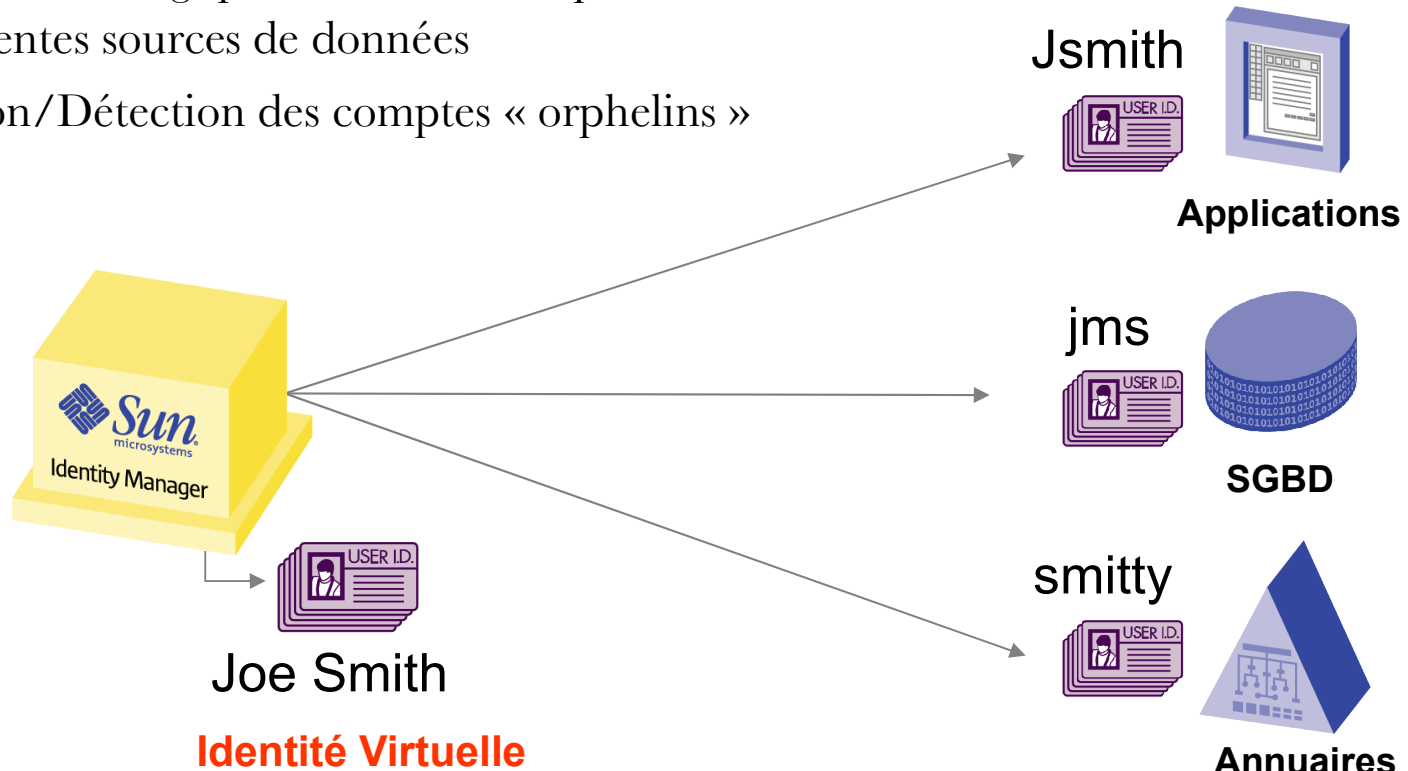 entes sources de données
on/Détection des comptes « orphelins »
Jsmith
USER I.D.
Applications
jms
USER I.D.
SGBD
smitty
USER I.D.
Annuaires
Sun
microsystems
Identity Manager
USER I.D.
Joe Smith
Identité Virtuelle